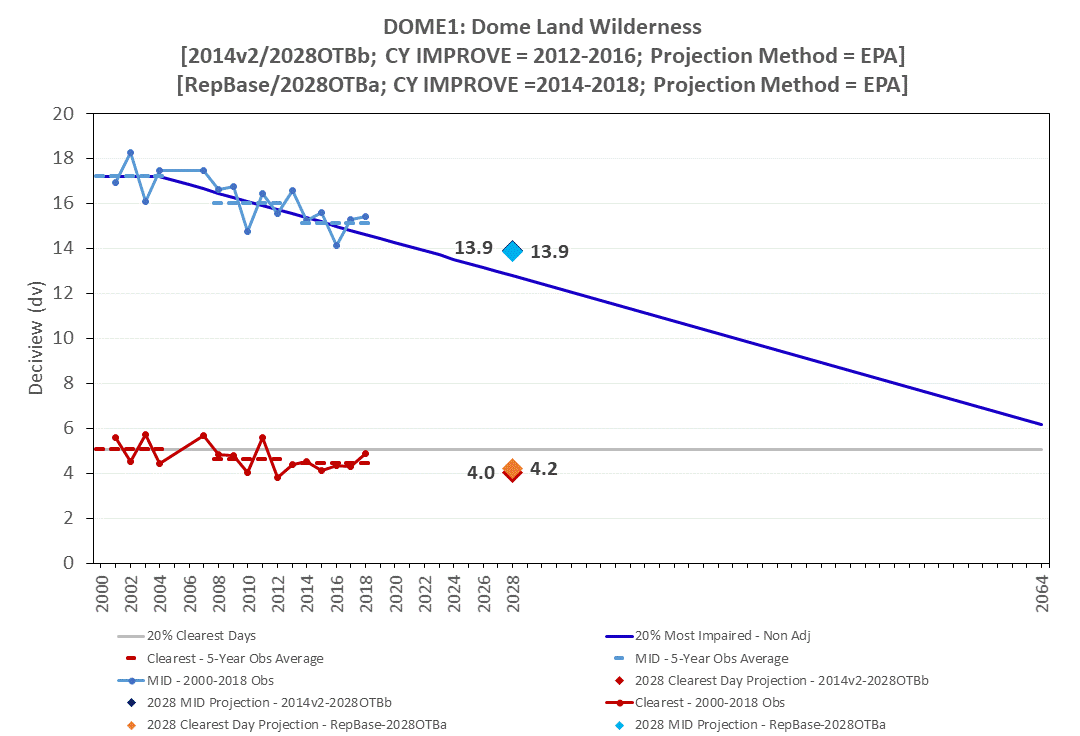 DOME1: Dome Land Wilderness
[2014v2/2028OTBb; CY IMPROVE = 2012-2016; Projection Method = EPA]
[RepBase/2028OTBa; CY IMPROVE =2014-2018; Projection Method = EPA]
Deciview (dv)
20
18
16
14
12
10
8
6
4
2
0
13.9
13.9
4.0
4.2
2000
2002
2004
2006
2008
2010
2012
2014
2016
2018
2020
2022
2024
2026
2028
2064
20% Clearest Days
20% Most Impaired - Non Adj
Clearest - 5-Year Obs Average
MID - 5-Year Obs Average
MID - 2000-2018 Obs
2028 Clearest Day Projection - 2014v2-2028OTBb
2028 MID Projection - 2014v2-2028OTBb
Clearest - 2000-2018 Obs
2028 Clearest Day Projection - RepBase-2028OTBa
2028 MID Projection - RepBase-2028OTBa